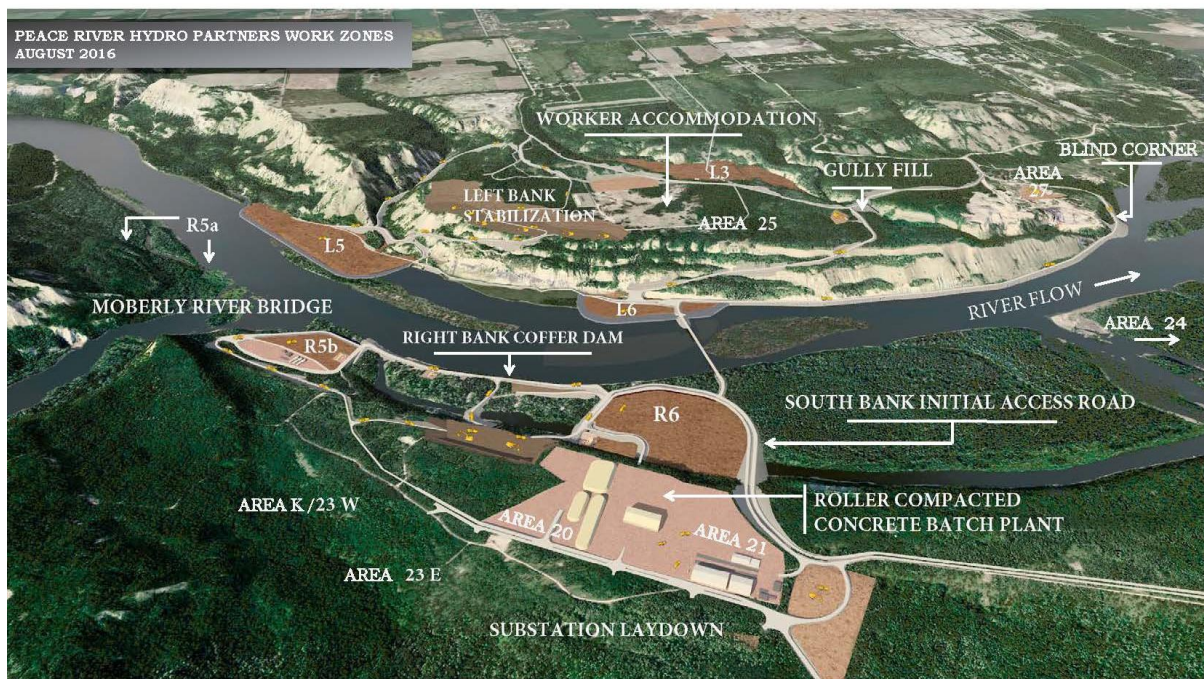 PEACE RIVER HYDRO PARTNERS WORK ZONES
AUGUST 2016
WORKER ACCOMMODATION
BLIND CORNER
L3
GULLY FILL
AREA
27
LEFT BANK
STABILIZATION
AREA 25
R5a
L5
RIVER FLOW
MOBERLY RIVER BRIDGE
L6
AREA 24
RIGHT BANK COFFER DAM
R5b
R6
SOUTH BANK INITIAL ACCESS ROAD
AREA K/23 W
ROLLER COMPACTED
CONCRETE BATCH PLANT
AREA 20
AREA 21
AREA 23 E
SUBSTATION LAYDOWN